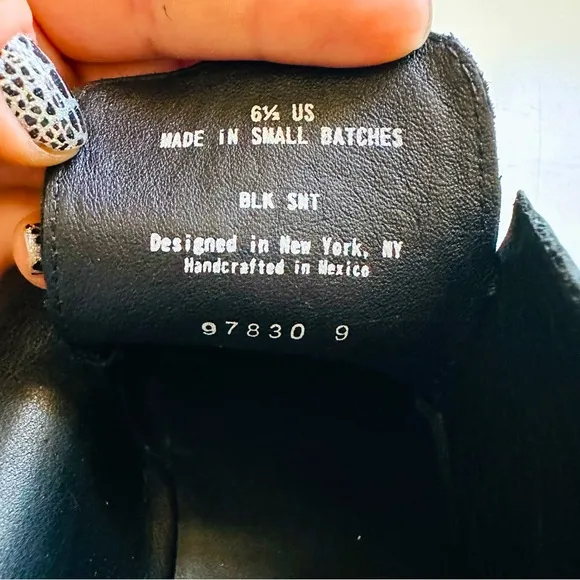 6½ US
MADE IN SMALL BATCHES
BLK SNT
Designed in New York, NY
Handcrafted in Mexico
97830 9